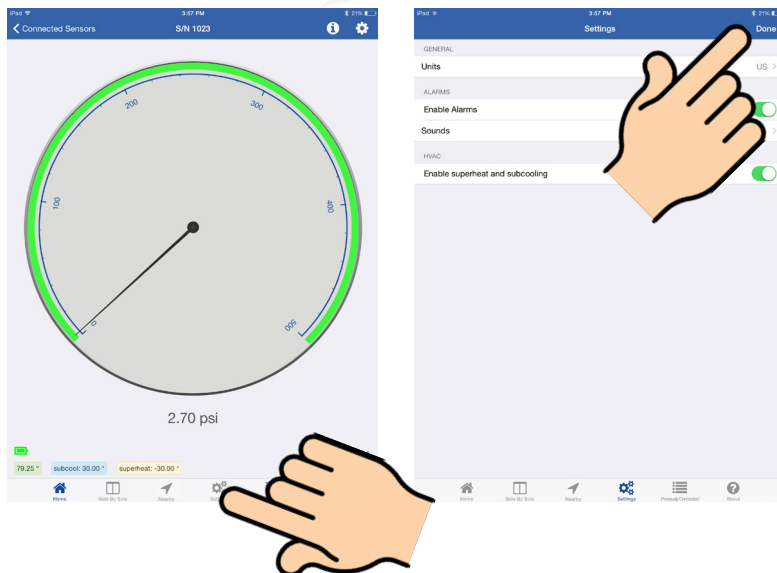 iPad 3:57 PM 21%
Connected Sensors S/N 1023
0
100
200
300
400
500
2.70 psi
79.25 ° subcool: 30.00 ° superheat: -30.00 °
Home Side By Side Nearby
iPad 3:57 PM 21%
Settings Done
GENERAL
Units US
ALARMS
Enable Alarms
Sounds
HVAC
Enable superheat and subcooling
Home Side By Side Nearby Settings Previously Connected About